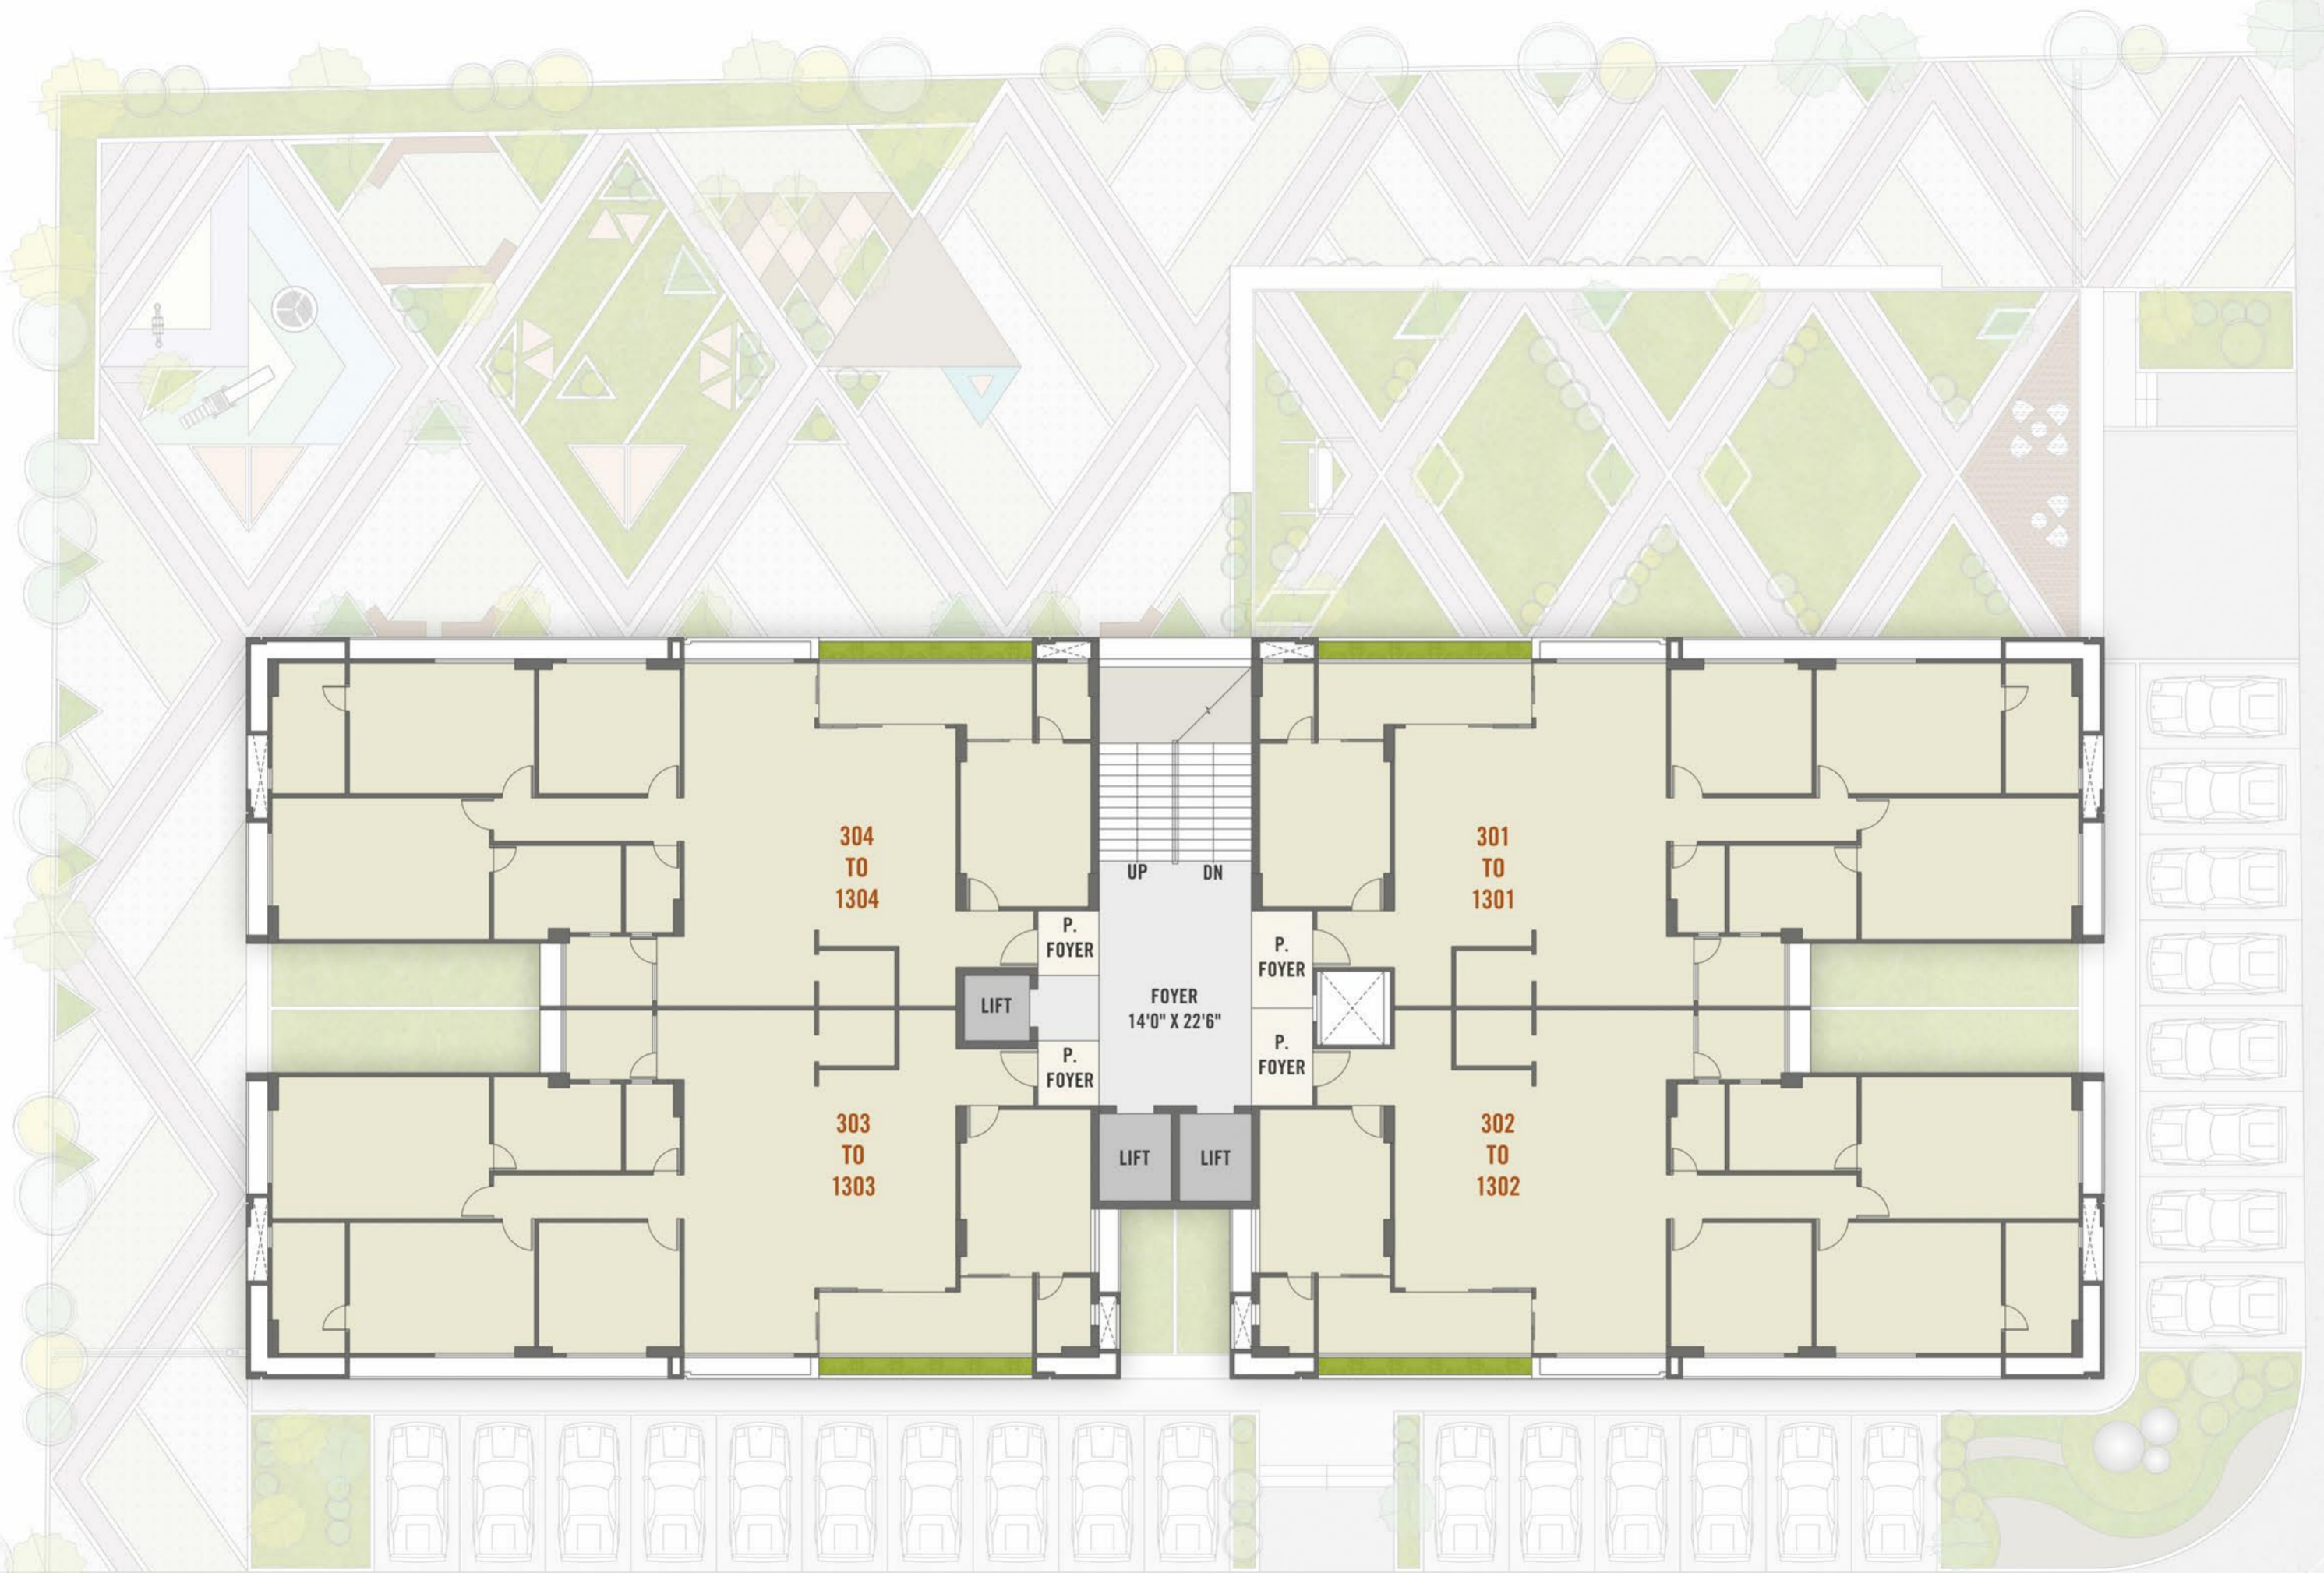 304
TO
1304
301
TO
1301
UP
DN
P.
FOYER
P.
FOYER
LIFT
FOYER
14'0" X 22'6"
P.
FOYER
P.
FOYER
303
TO
1303
LIFT
LIFT
302
TO
1302